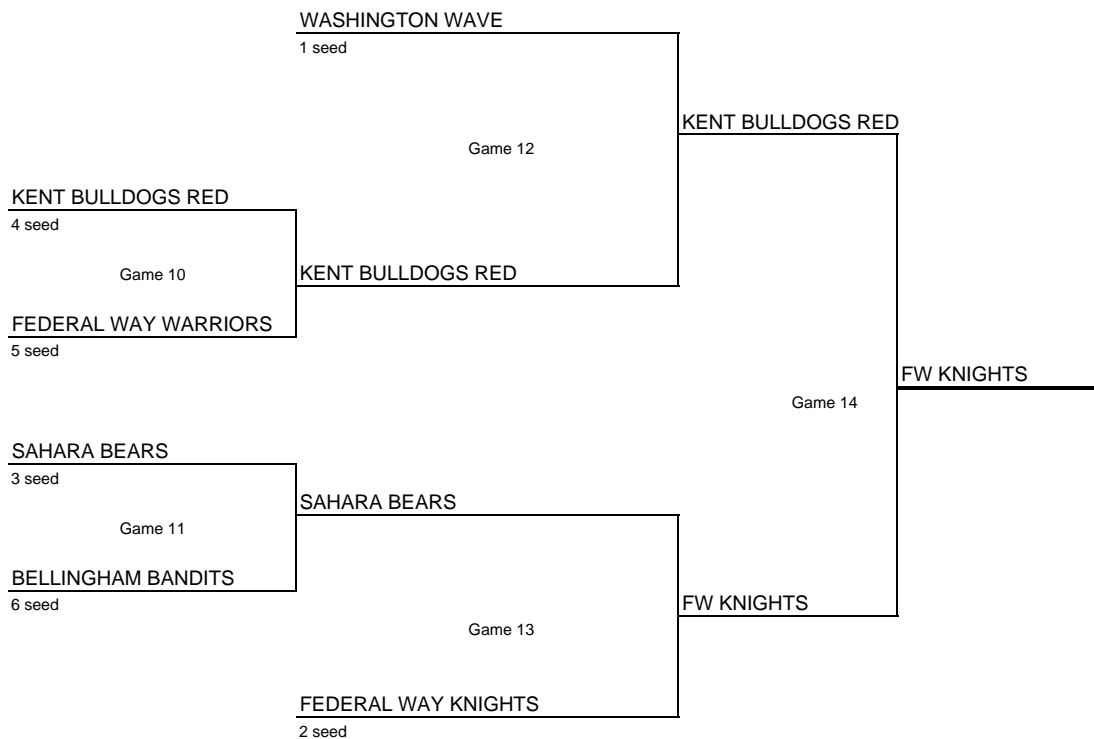 WASHINGTON WAVE
1 seed
KENT BULLDOGS RED
Game 12
KENT BULLDOGS RED
4 seed
Game 10
KENT BULLDOGS RED
FEDERAL WAY WARRIORS
5 seed
FW KNIGHTS
Game 14
SAHARA BEARS
3 seed
SAHARA BEARS
Game 11
BELLINGHAM BANDITS
6 seed
FW KNIGHTS
Game 13
FEDERAL WAY KNIGHTS
2 seed